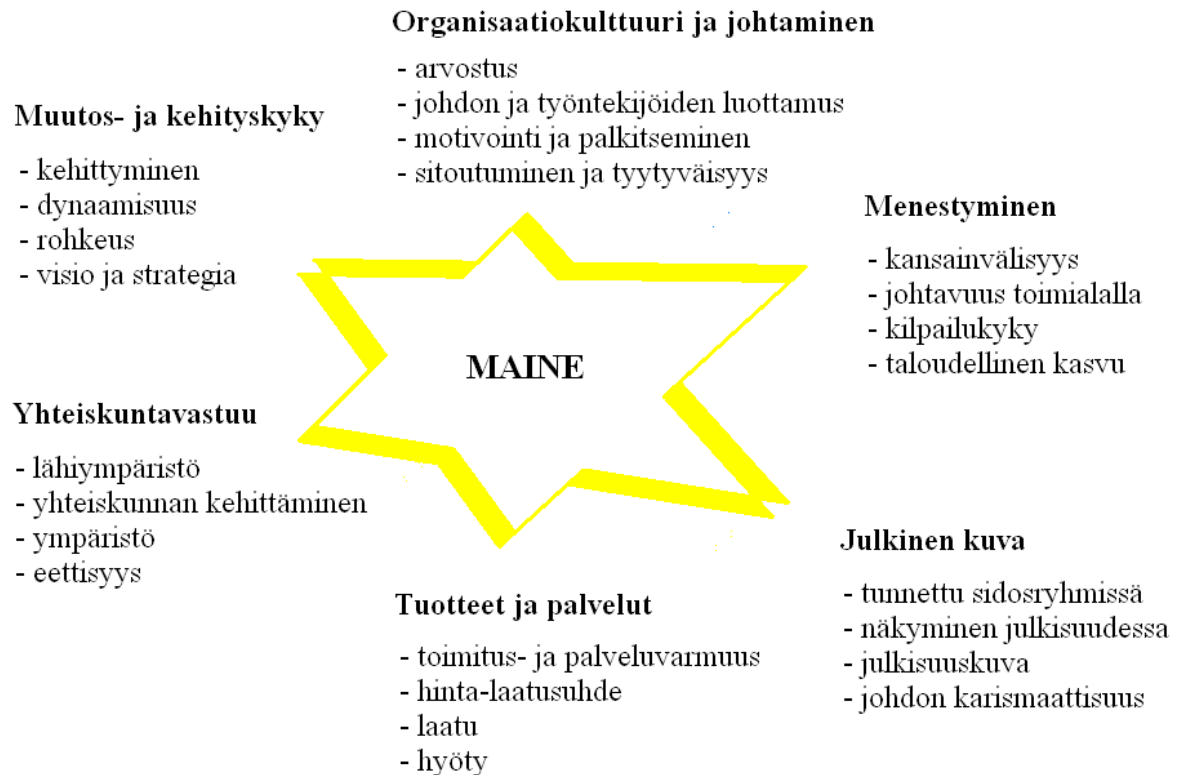 Organisaatiokulttuuri ja johtaminen
- arvostus
- johdon ja työntekijöiden luottamus
- motivointi ja palkitseminen
- sitoutuminen ja tyytyväisyys
Muutos- ja kehityskyky
- kehittyminen
- dynaamisuus
- rohkeus
- visio ja strategia
Menestyminen
- kansainvälisyys
- johtavuus toimialalla
- kilpailukyky
- taloudellinen kasvu
MAINE
Yhteiskuntavastuu
- lähiympäristö
- yhteiskunnan kehittäminen
- ympäristö
- eettisyys
Julkinen kuva
- tunnettu sidosryhmissä
- näkyminen julkisuudessa
- julkisuuskuva
- johdon karismaattisuus
Tuotteet ja palvelut
- toimitus- ja palveluvarmuus
- hinta-laatusuhde
- laatu
- hyöty